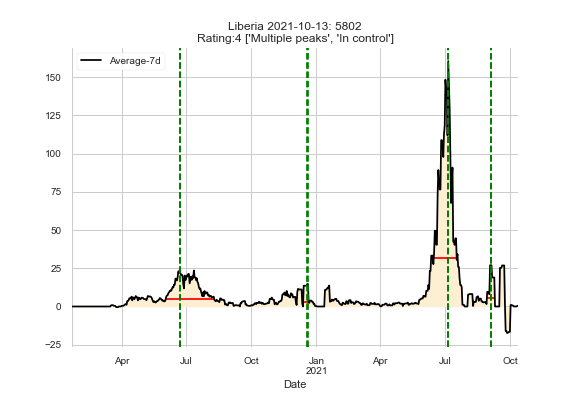 Liberia 2021-10-13: 5802
Rating:4 ['Multiple peaks', 'In control']
Average-7d
150
125
100
75
50
25
0
−25
Apr
Jul
Oct
Jan
2021
Apr
Jul
Oct
Date